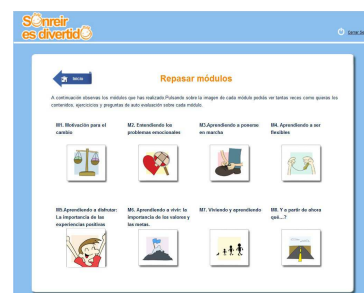 Sonreír
es divertido
Cerrar Se
Inicio
Repasar módulos
A continuación observas los módulos que has realizado.Pulsando sobre la imagen de cada módulo podrás ver tantas veces como quieras los
contenidos, ejercicios y preguntas de auto evaluación sobre cada módulo.
M1. Motivación para el
cambio
M2. Entendiendo los
problemas emocionales
M3.Aprendiendo a ponerse
en marcha
M4. Aprendiendo a ser
flexibles
M5.Aprendiendo a disfrutar:
La importancia de las
experiencias positivas
M6. Aprendiendo a vivir: la
importancia de los valores y
las metas.
M7. Viviendo y aprendiendo
M8. Y a partir de ahora
qué...?